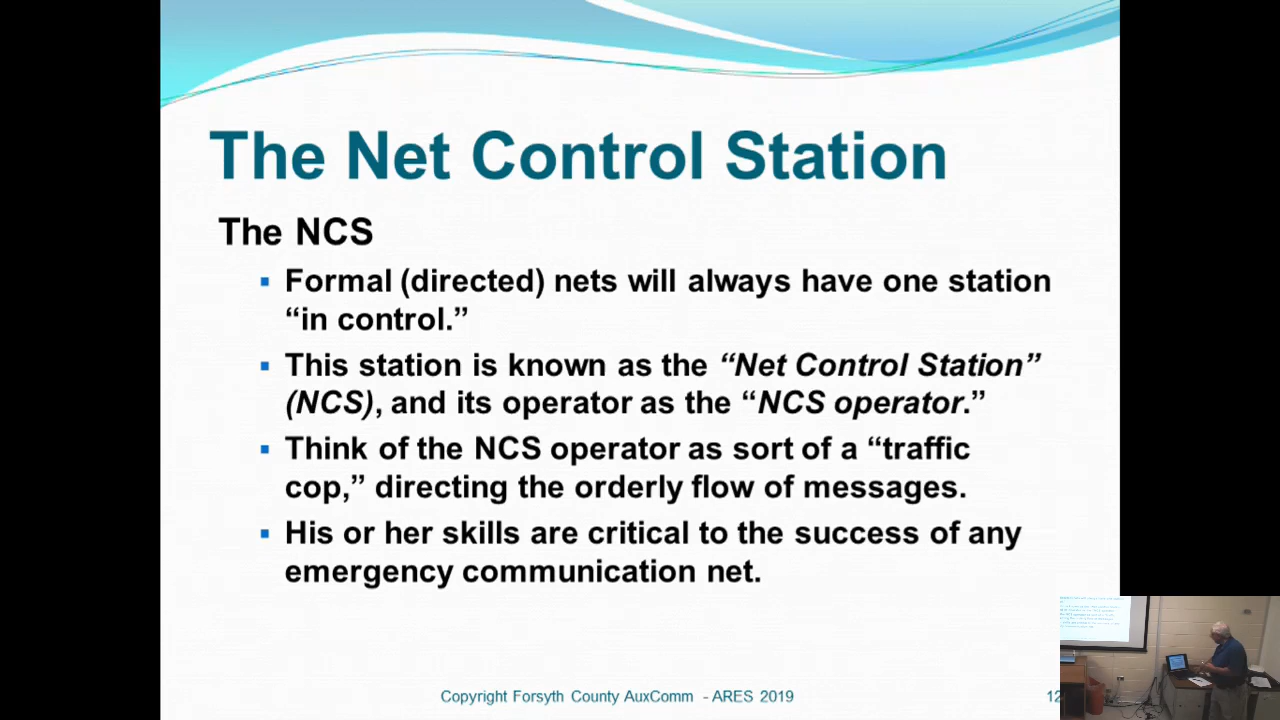 The Net Control Station
The NCS
Formal (directed) nets will always have one station
“in control.”
This station is known as the “Net Control Station”
(NCS), and its operator as the “NCS operator.”
Think of the NCS operator as sort of a “traffic
cop,” directing the orderly flow of messages.
His or her skills are critical to the success of any
emergency communication net.
Copyright Forsyth County AuxComm - ARES 2019